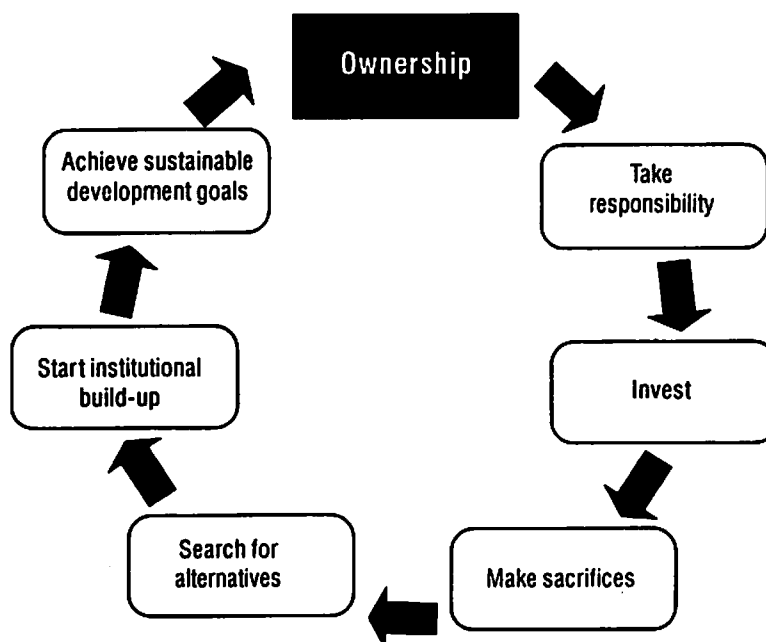 Ownership
Take
responsibility
Invest
Make sacrifices
Search for
alternatives
Start institutional
build-up
Achieve sustainable
development goals